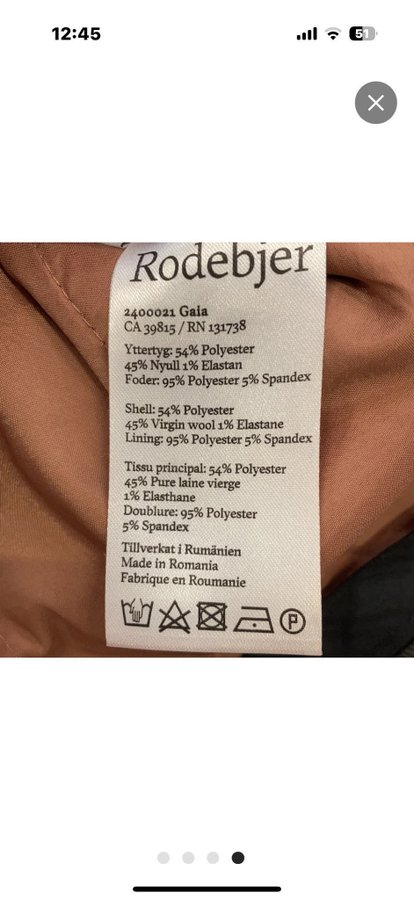 12:45
51
Rodebjer
2400021 Gaia
CA 39815 / RN 131738
Yttertyg: 54% Polyester
45% Nyull 1% Elastan
Foder: 95% Polyester 5% Spandex
Shell: 54% Polyester
45% Virgin wool 1% Elastane
Lining: 95% Polyester 5% Spandex
Tissu principal: 54% Polyester
45% Pure laine vierge
1% Elasthane
Doublure: 95% Polyester
5% Spandex
Tillverkat i Rumänien
Made in Romania
Fabrique en Roumanie
P